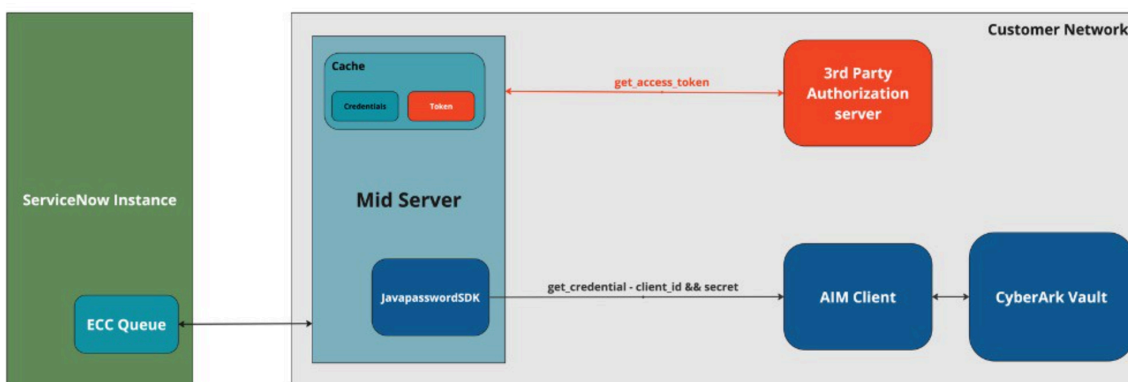 Customer Network
Cache
Credentials
Token
get_access_token
3rd Party
Authorization
server
ServiceNow Instance
Mid Server
JavapasswordSDK
get_credential - client_id && secret
AIM Client
CyberArk Vault
ECC Queue